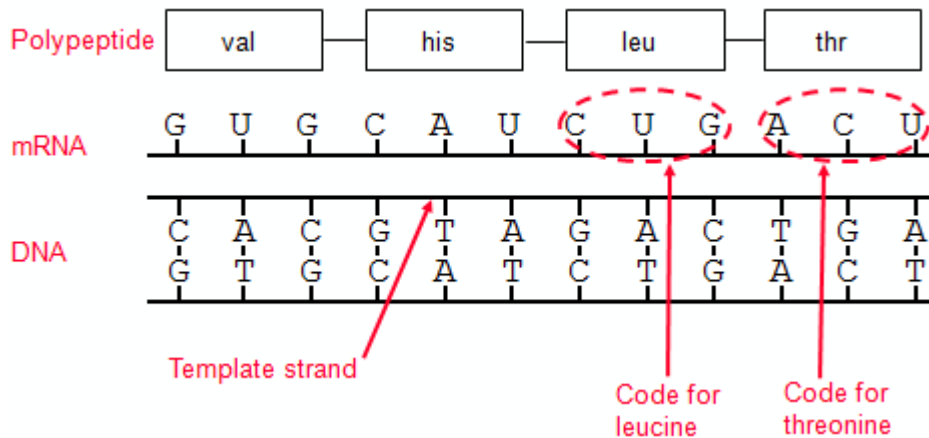 Polypeptide val his leu thr
G U G C A U C U G A C U
mRNA
C A C G T A G A C T G A
DNA
G T G C A T C T G A C T
Template strand
Code for leucine
Code for threonine